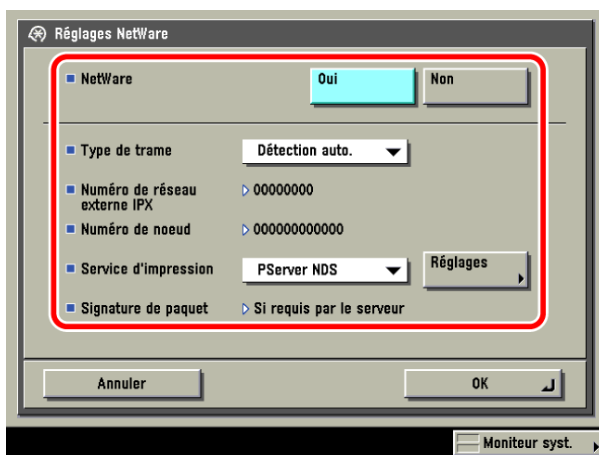 Réglages NetWare
NetWare
Oui
Non
Type de trame
Détection auto.
Numéro de réseau
externe IPX
00000000
Numéro de noeud
000000000000
Service d'impression
PServer NDS
Réglages
Signature de paquet
Si requis par le serveur
Annuler
OK
Moniteur syst.